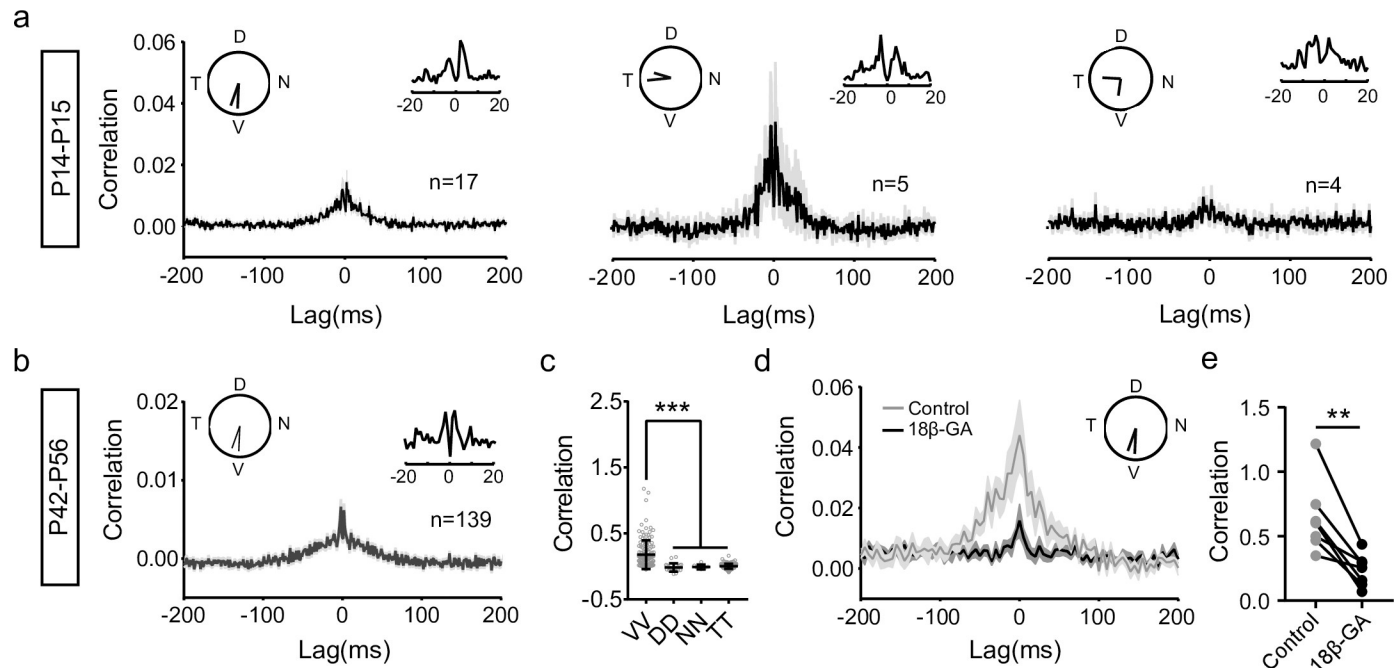 a
P14-P15
Correlation
0.06
0.04
0.02
0.00
D
T
N
V
-20 0 20
n=17
-200 -100 0 100 200
Lag(ms)
D
T
N
V
-20 0 20
n=5
-200 -100 0 100 200
Lag(ms)
D
T
N
V
-20 0 20
n=4
-200 -100 0 100 200
Lag(ms)
b
P42-P56
Correlation
0.02
0.01
0.00
D
T
N
V
-20 0 20
n=139
-200 -100 0 100 200
Lag(ms)
c
Correlation
2.5
1.5
0.5
-0.5
***
VV
DD
NN
TT
d
Correlation
0.06
0.04
0.02
0.00
Control
18β-GA
D
T
N
V
-200 -100 0 100 200
Lag(ms)
e
Correlation
1.5
1.0
0.5
0.0
**
Control
18β-GA